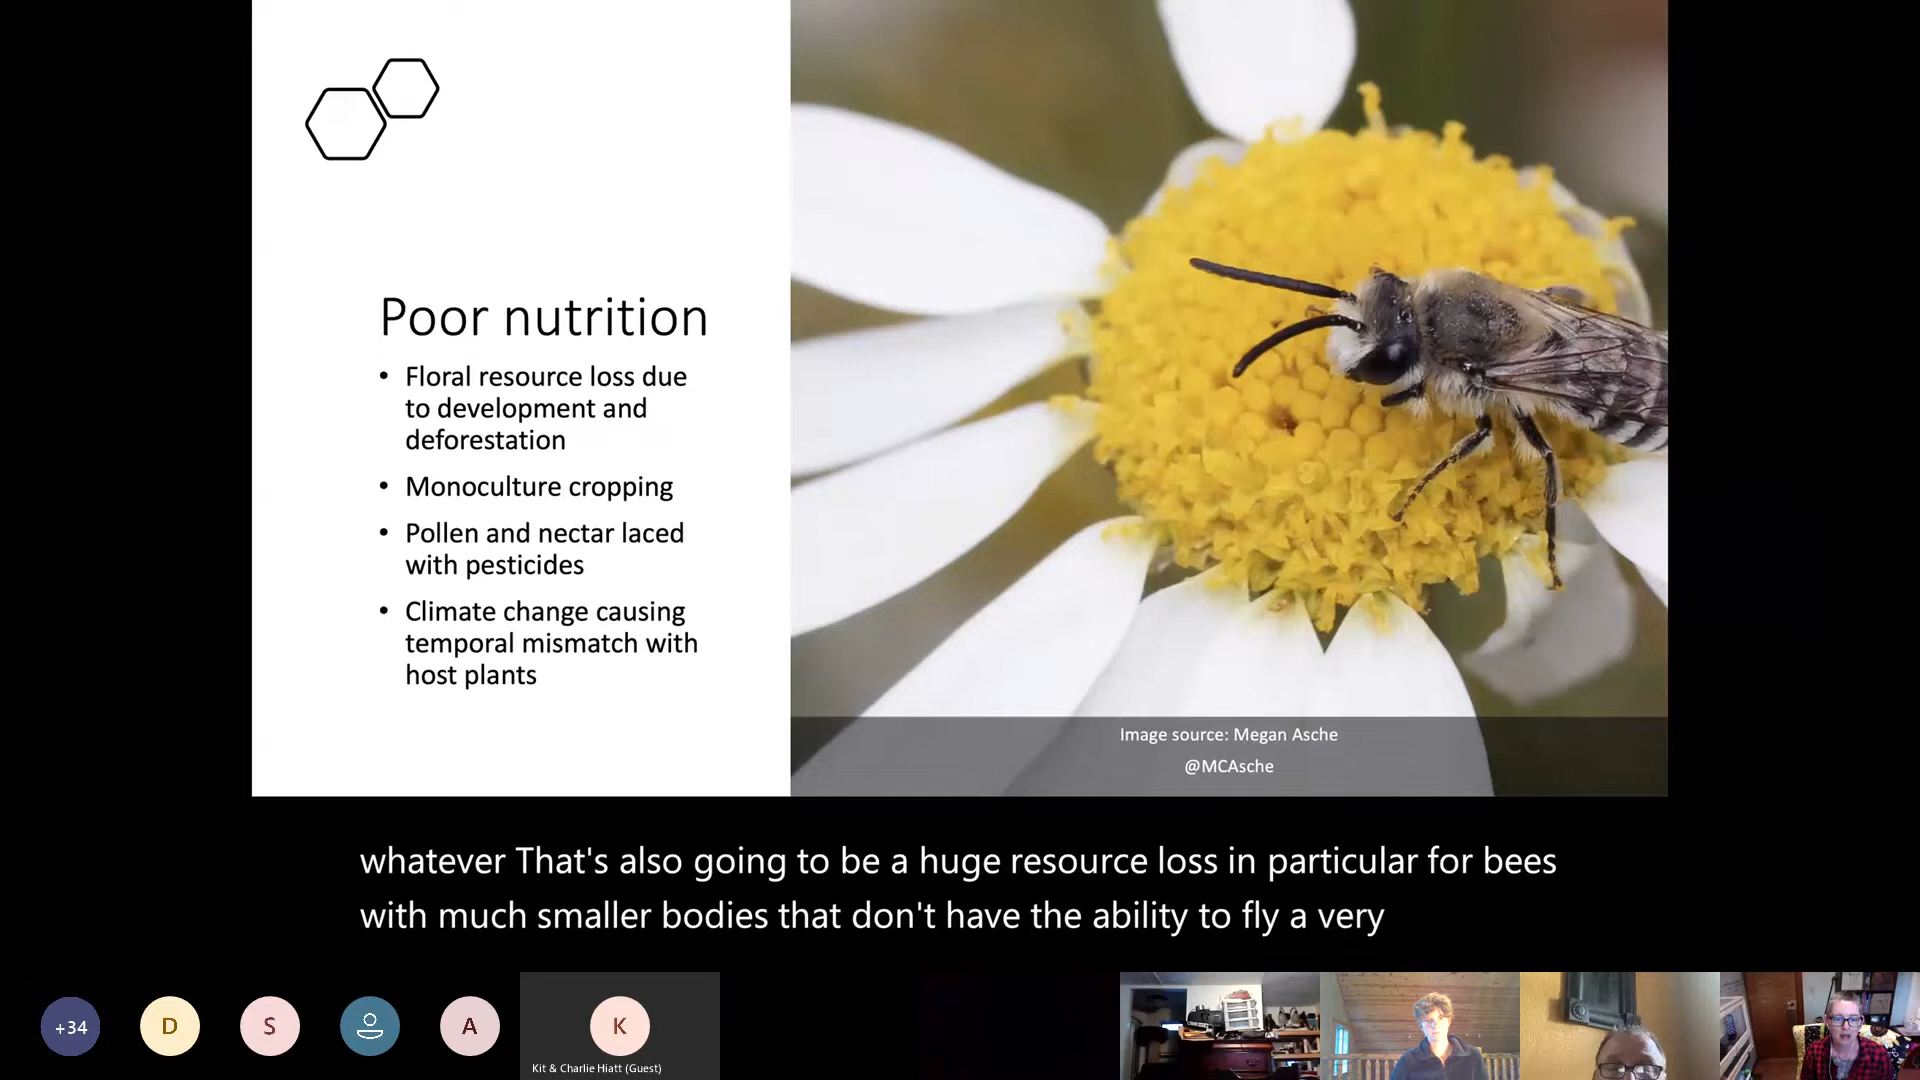 Poor nutrition
• Floral resource loss due
to development and
deforestation
• Monoculture cropping
• Pollen and nectar laced
with pesticides
• Climate change causing
temporal mismatch with
host plants
Image source: Megan Asche
@MCAsche
whatever That's also going to be a huge resource loss in particular for bees
with much smaller bodies that don't have the ability to fly a very
+34
D
S
A
K
Kit & Charlie Hiatt (Guest)